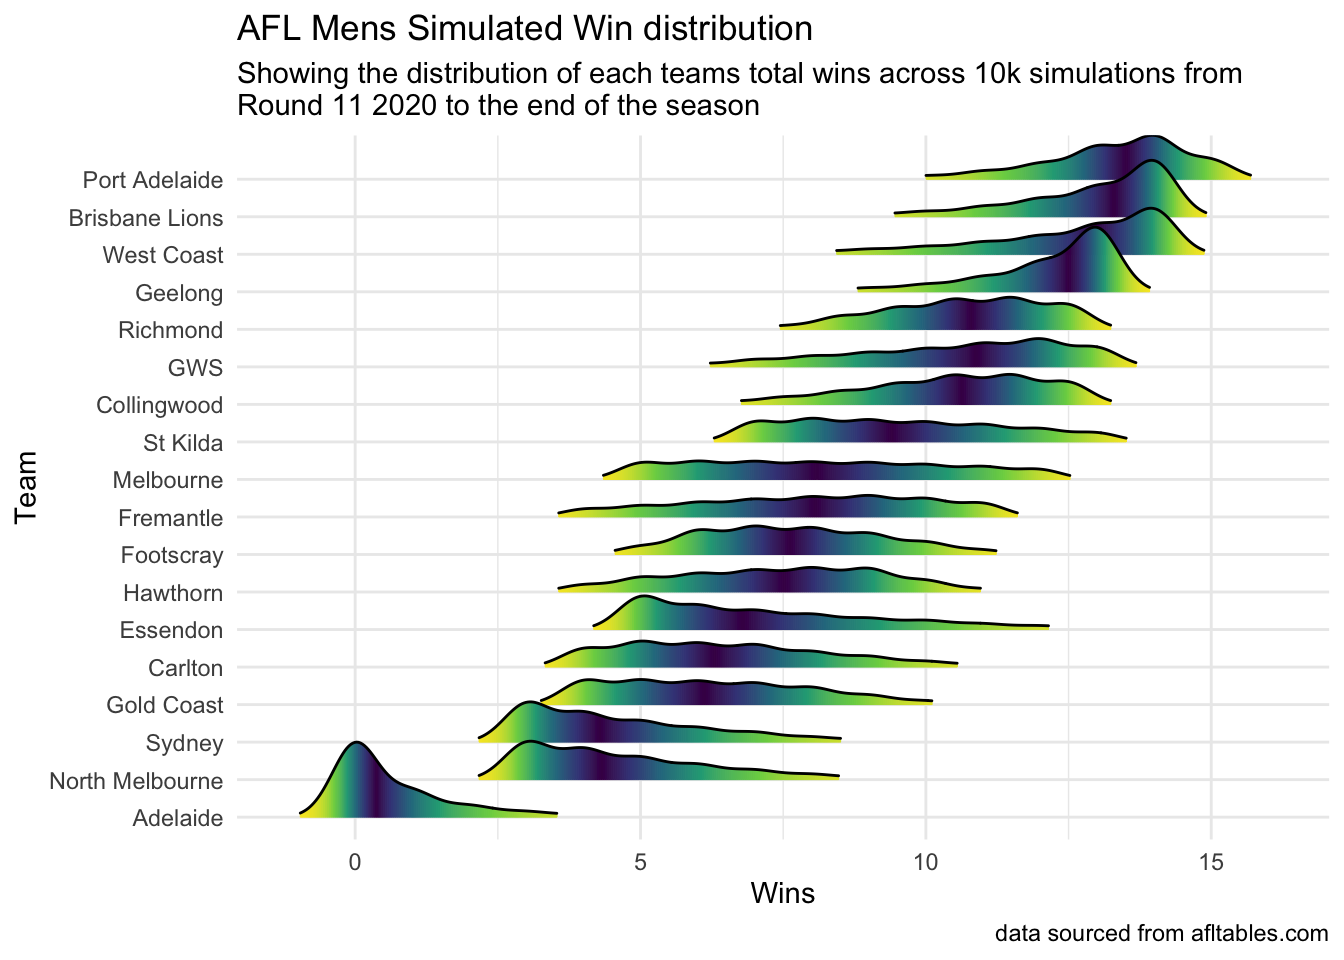 AFL Mens Simulated Win distribution
Showing the distribution of each teams total wins across 10k simulations from
Round 11 2020 to the end of the season
Team
Port Adelaide
Brisbane Lions
West Coast
Geelong
Richmond
GWS
Collingwood
St Kilda
Melbourne
Fremantle
Footscray
Hawthorn
Essendon
Carlton
Gold Coast
Sydney
North Melbourne
Adelaide
0 5 10 15
Wins
data sourced from afltables.com